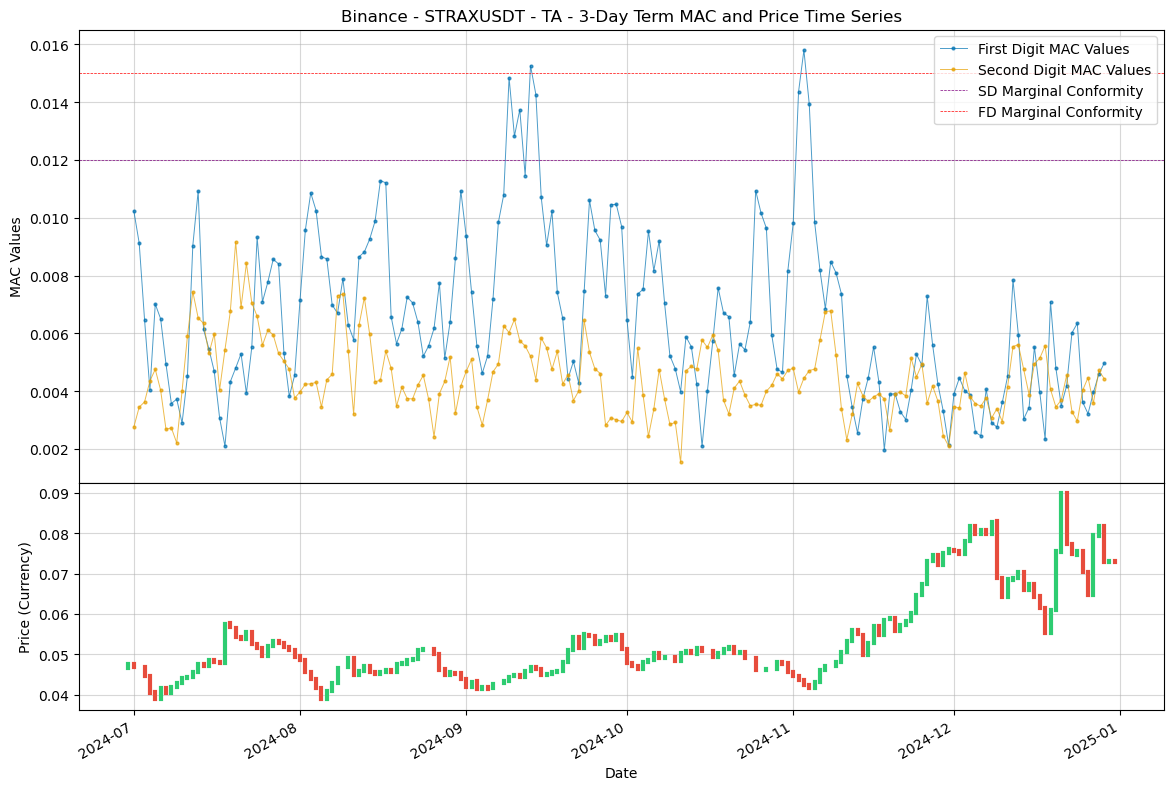 Binance - STRAXUSDT - TA - 3-Day Term MAC and Price Time Series
First Digit MAC Values
Second Digit MAC Values
SD Marginal Conformity
FD Marginal Conformity
MAC Values
0.016
0.014
0.012
0.010
0.008
0.006
0.004
0.002
Price (Currency)
0.09
0.08
0.07
0.06
0.05
0.04
2024-07
2024-08
2024-09
2024-10
2024-11
2024-12
2025-01
Date